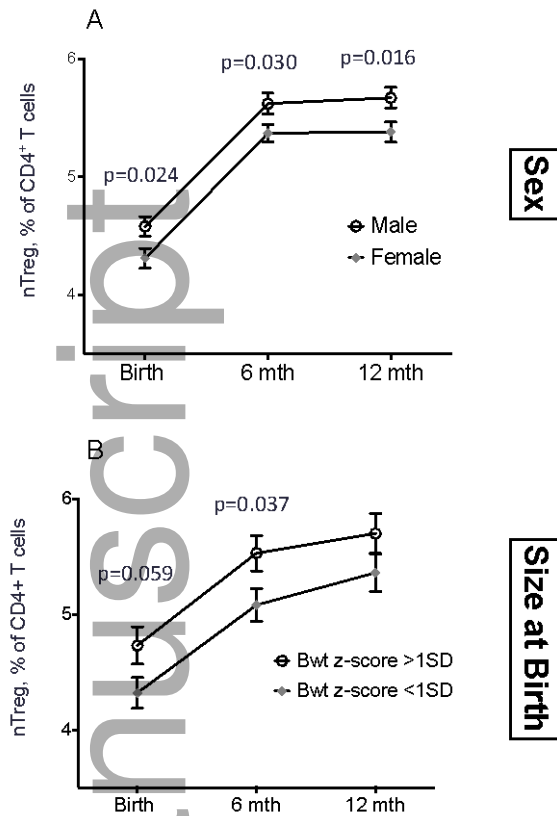 A
6
p=0.030
p=0.016
nTreg, % of CD4⁺ T cells
p=0.024
5
Male
Female
4
Birth
6 mth
12 mth
Sex
B
6
p=0.037
nTreg, % of CD4+ T cells
p=0.059
5
Bwt z-score >1SD
Bwt z-score <1SD
4
Birth
6 mth
12 mth
Size at Birth
nuscript